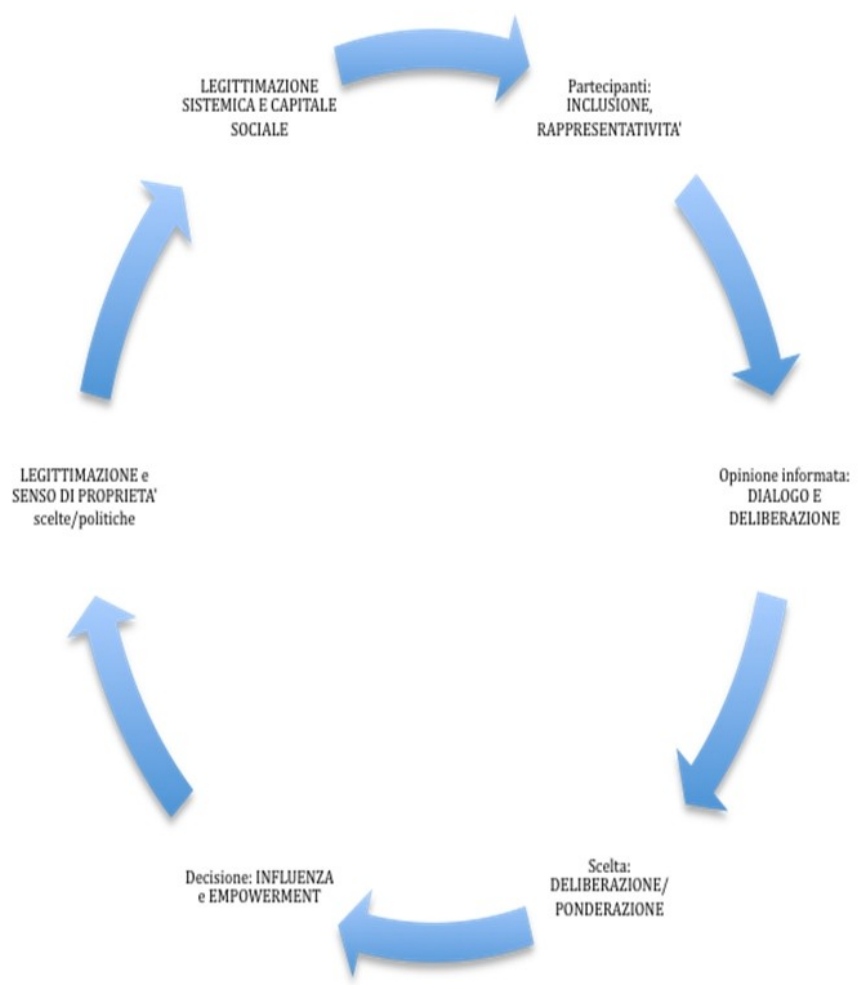 LEGITTIMAZIONE
SISTEMICA E CAPITALE
SOCIALE
Partecipanti:
INCLUSIONE,
RAPPRESENTATIVITA'
Opinione informata:
DIALOGO E
DELIBERAZIONE
Scelta:
DELIBERAZIONE/
PONDERAZIONE
Decisione: INFLUENZA
e EMPOWERMENT
LEGITTIMAZIONE e
SENSO DI PROPRIETA'
scelte/politiche